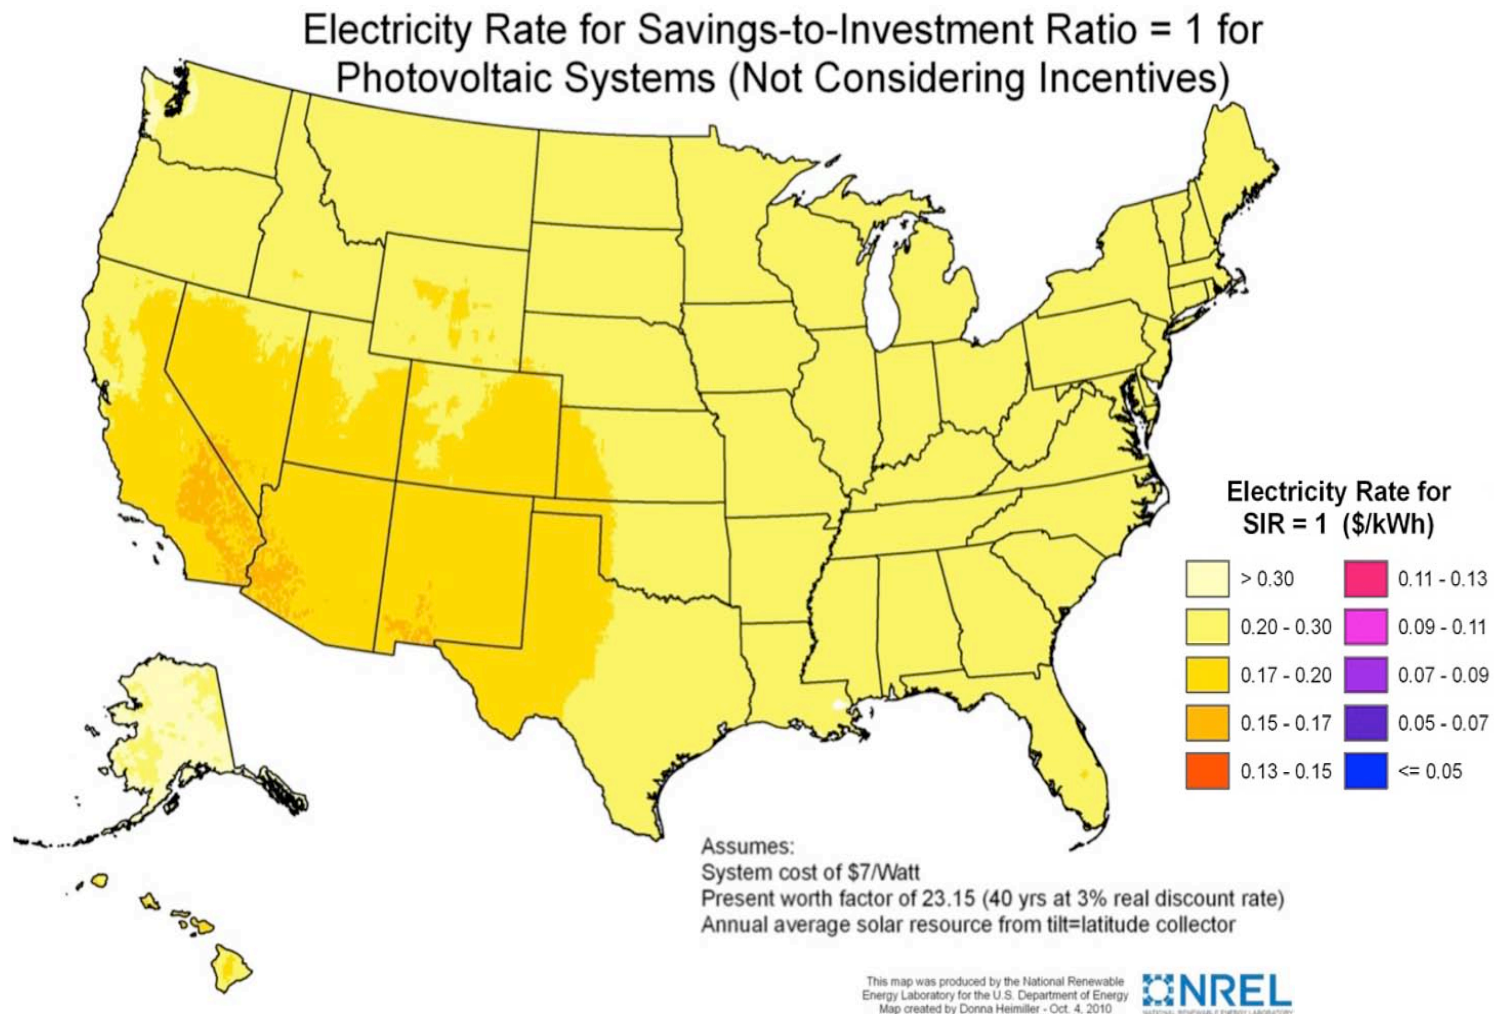 Electricity Rate for Savings-to-Investment Ratio = 1 for
Photovoltaic Systems (Not Considering Incentives)
Electricity Rate for
SIR = 1 ($/kWh)
> 0.30
0.20 - 0.30
0.17 - 0.20
0.15 - 0.17
0.13 - 0.15
0.11 - 0.13
0.09 - 0.11
0.07 - 0.09
0.05 - 0.07
<= 0.05
Assumes:
System cost of $7/Watt
Present worth factor of 23.15 (40 yrs at 3% real discount rate)
Annual average solar resource from tilt=latitude collector
This map was produced by the National Renewable
Energy Laboratory for the U.S. Department of Energy
Map created by Donna Heimiller - Oct. 4, 2010
NREL
NATIONAL RENEWABLE ENERGY LABORATORY